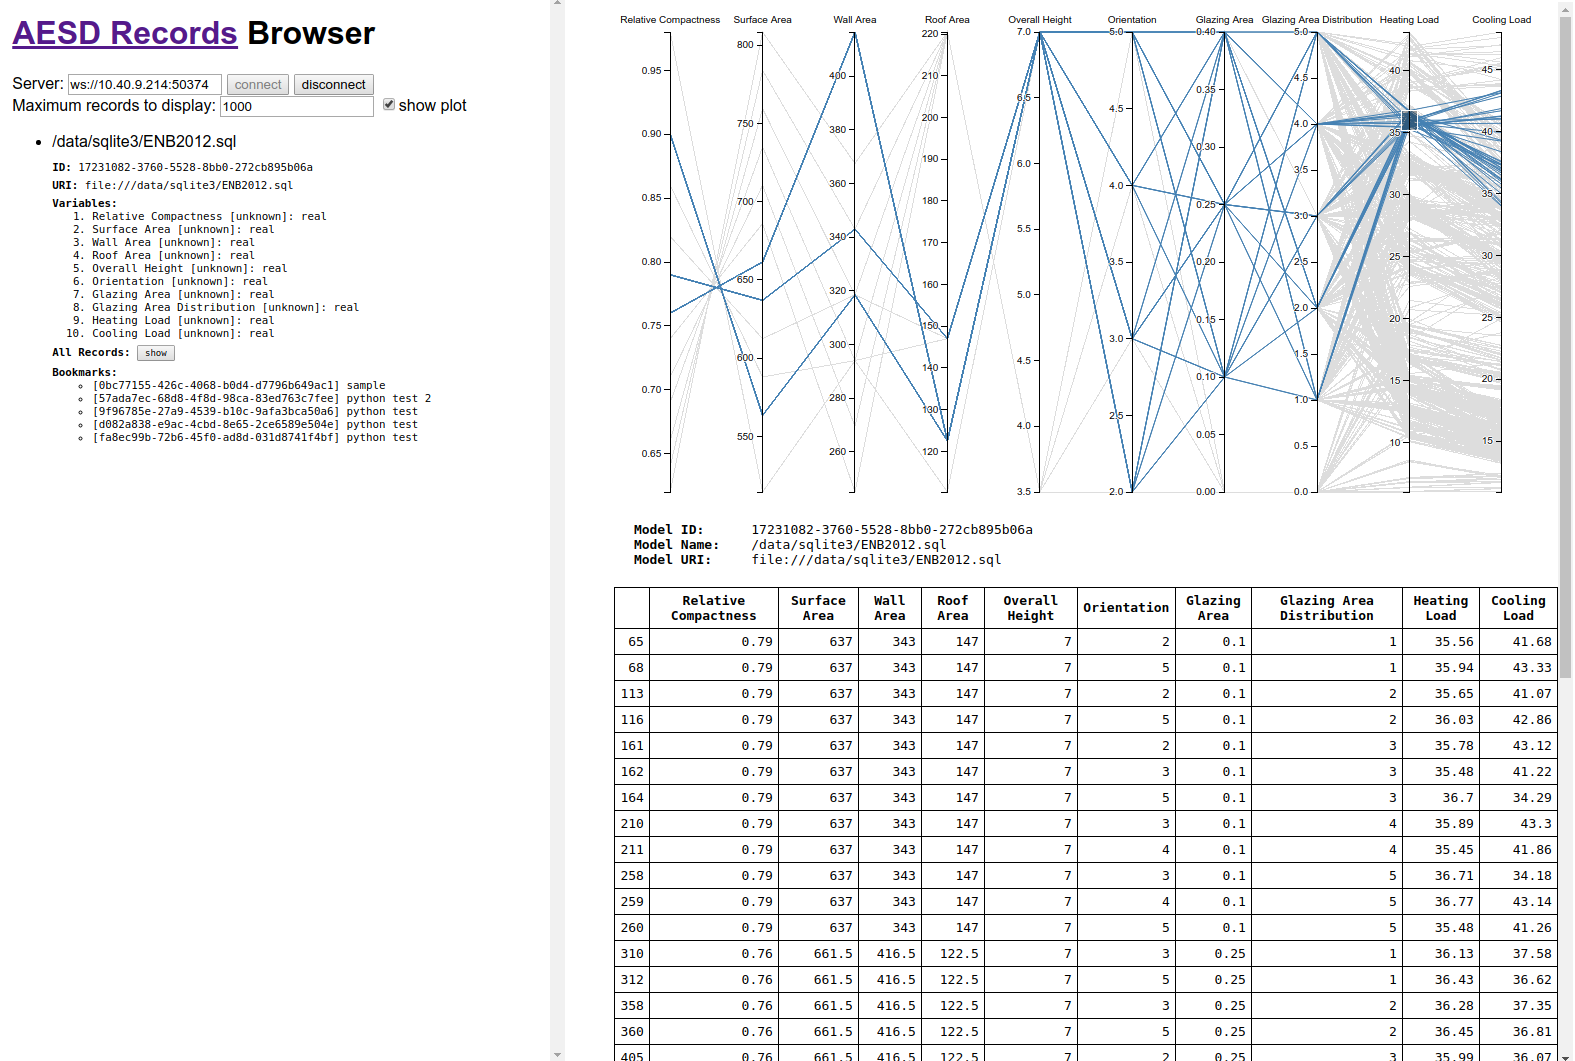 AESD Records Browser
Server: ws://10.40.9.214:50374 connect disconnect
Maximum records to display: 1000 show plot
/data/sqlite3/ENB2012.sql
ID: 17231082-3760-5528-8bb0-272cb895b06a
URI: file:///data/sqlite3/ENB2012.sql
Variables:
1. Relative Compactness [unknown]: real
2. Surface Area [unknown]: real
3. Wall Area [unknown]: real
4. Roof Area [unknown]: real
5. Overall Height [unknown]: real
6. Orientation [unknown]: real
7. Glazing Area [unknown]: real
8. Glazing Area Distribution [unknown]: real
9. Heating Load [unknown]: real
10. Cooling Load [unknown]: real
All Records: show
Bookmarks:
[0bc77155-426c-4068-b0d4-d7796b649ac1] sample
[57ada7ec-68d8-4f8d-98ca-83ed763c7fee] python test 2
[9f96785e-27a9-4539-b10c-9afa3bca50a6] python test
[d082a838-e9ac-4cbd-8e65-2ce6589e504e] python test
[fa8ec99b-72b6-45f0-ad8d-031d8741f4bf] python test
Relative Compactness Surface Area Wall Area Roof Area Overall Height Orientation Glazing Area Glazing Area Distribution Heating Load Cooling Load
0.95
0.90
0.85
0.80
0.75
0.70
0.65
800
750
700
650
600
550
400
380
360
340
320
300
280
260
220
210
200
190
180
170
160
150
140
130
120
7.0
6.5
6.0
5.5
5.0
4.5
4.0
3.5
5.0
4.5
4.0
3.5
3.0
2.5
2.0
0.40
0.35
0.30
0.25
0.20
0.15
0.10
0.05
0.00
5.0
4.5
4.0
3.5
3.0
2.5
2.0
1.5
1.0
0.5
0.0
40
35
30
25
20
15
10
45
40
35
30
25
20
15
Model ID: 17231082-3760-5528-8bb0-272cb895b06a
Model Name: /data/sqlite3/ENB2012.sql
Model URI: file:///data/sqlite3/ENB2012.sql
Relative Compactness Surface Area Wall Area Roof Area Overall Height Orientation Glazing Area Glazing Area Distribution Heating Load Cooling Load
65 0.79 637 343 147 7 2 0.1 1 35.56 41.68
68 0.79 637 343 147 7 5 0.1 1 35.94 43.33
113 0.79 637 343 147 7 2 0.1 2 35.65 41.07
116 0.79 637 343 147 7 5 0.1 2 36.03 42.86
161 0.79 637 343 147 7 2 0.1 3 35.78 43.12
162 0.79 637 343 147 7 3 0.1 3 35.48 41.22
164 0.79 637 343 147 7 5 0.1 3 36.7 34.29
210 0.79 637 343 147 7 3 0.1 4 35.89 43.3
211 0.79 637 343 147 7 4 0.1 4 35.45 41.86
258 0.79 637 343 147 7 3 0.1 5 36.71 34.18
259 0.79 637 343 147 7 4 0.1 5 36.77 43.14
260 0.79 637 343 147 7 5 0.1 5 35.48 41.26
310 0.76 661.5 416.5 122.5 7 3 0.25 1 36.13 37.58
312 0.76 661.5 416.5 122.5 7 5 0.25 1 36.43 36.62
358 0.76 661.5 416.5 122.5 7 3 0.25 2 36.28 37.35
360 0.76 661.5 416.5 122.5 7 5 0.25 2 36.45 36.81
405 0.76 661.5 416.5 122.5 7 2 0.25 3 35.99 36.07